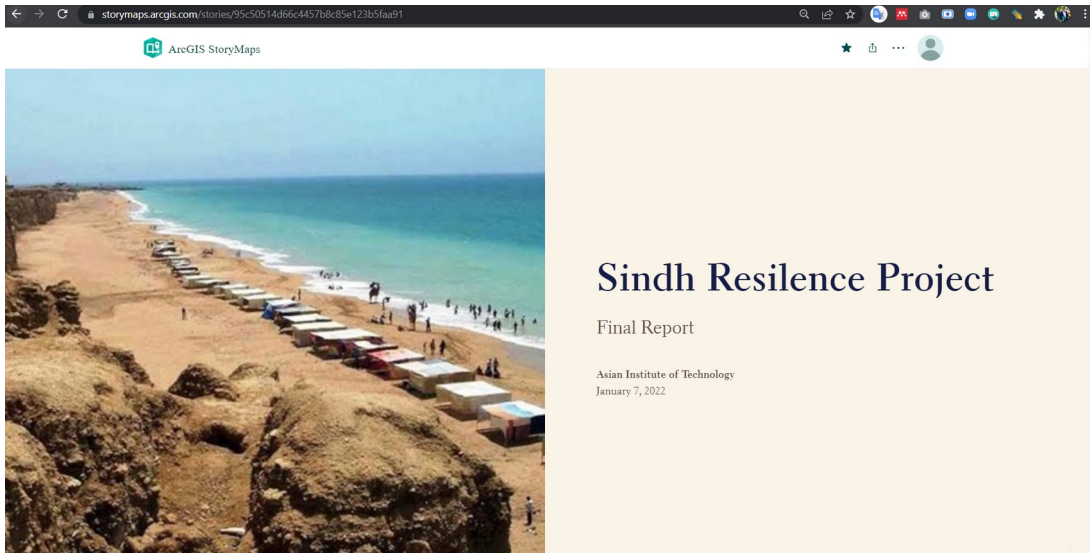 storymaps.arcgis.com/stories/95c50514d66c4457b8c85e123b5faa91
ArcGIS StoryMaps
Sindh Resilence Project
Final Report
Asian Institute of Technology
January 7, 2022